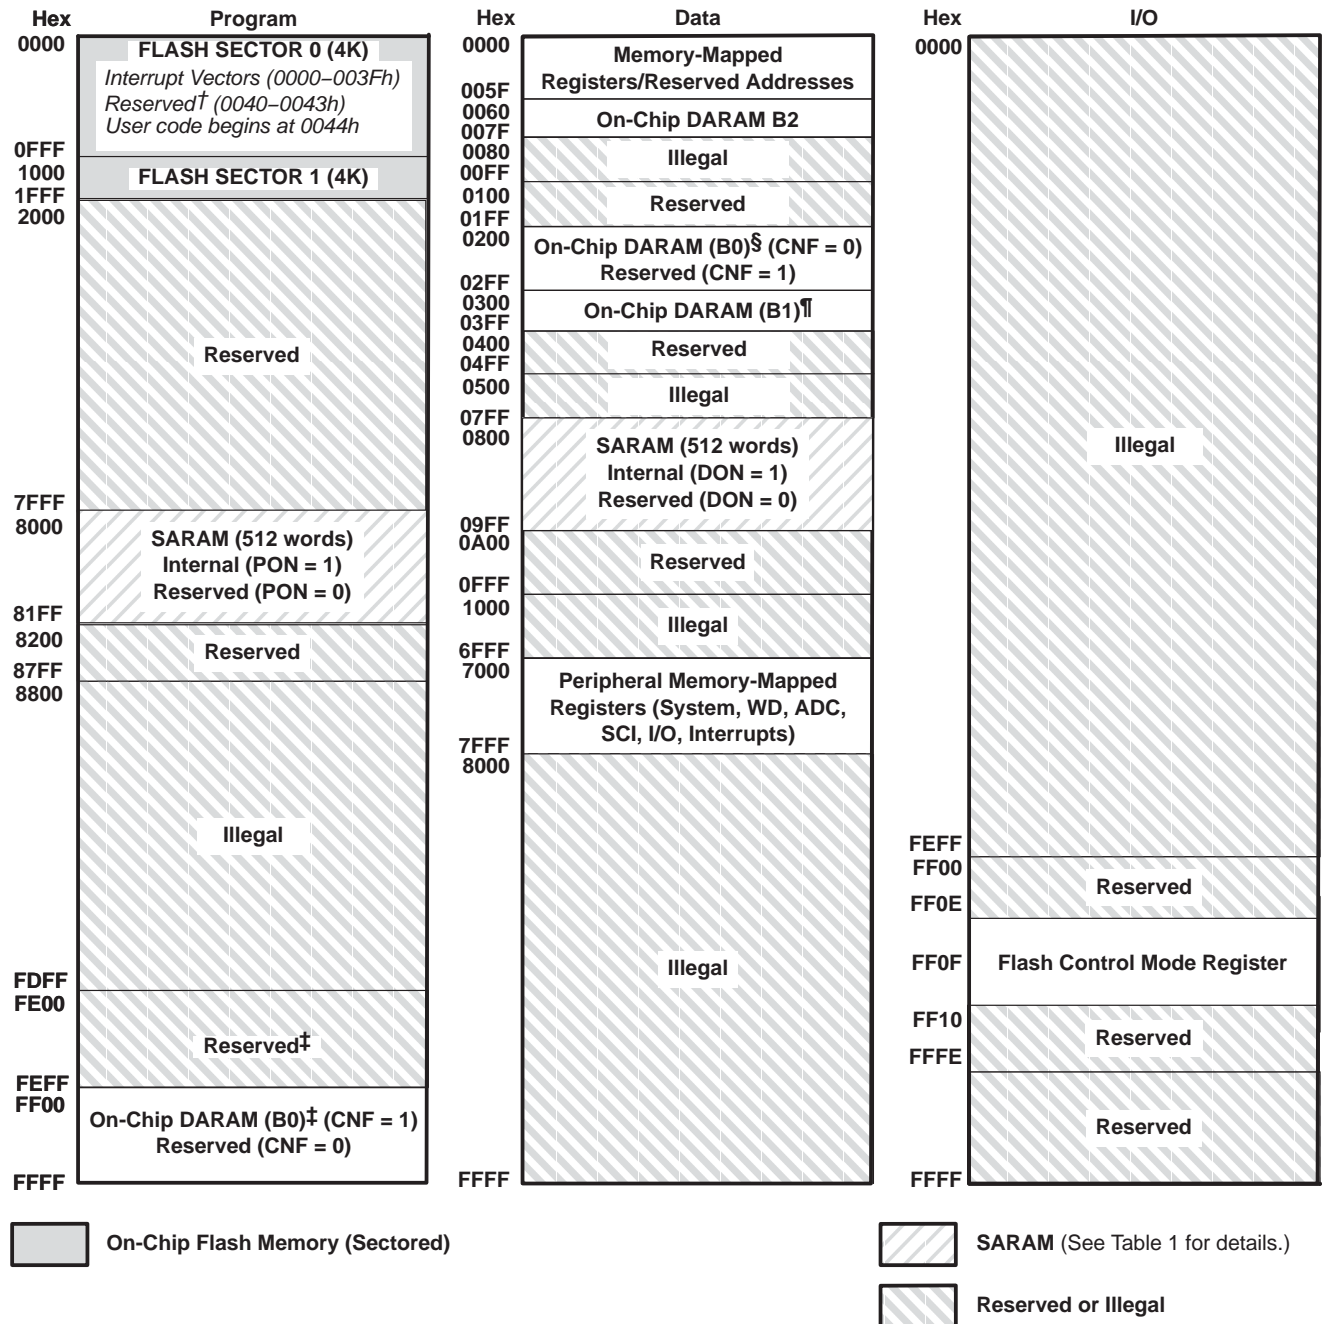 Hex Program
0000
FLASH SECTOR 0 (4K)
Interrupt Vectors (0000–003Fh)
Reserved† (0040–0043h)
User code begins at 0044h
0FFF
1000
FLASH SECTOR 1 (4K)
1FFF
2000
Reserved
7FFF
8000
SARAM (512 words)
Internal (PON = 1)
Reserved (PON = 0)
81FF
8200
Reserved
87FF
8800
Illegal
FDFF
FE00
Reserved‡
FEFF
FF00
On-Chip DARAM (B0)‡ (CNF = 1)
Reserved (CNF = 0)
FFFF
Hex Data
0000
Memory-Mapped
Registers/Reserved Addresses
005F
0060
On-Chip DARAM B2
007F
0080
Illegal
00FF
0100
Reserved
01FF
0200
On-Chip DARAM (B0)§ (CNF = 0)
Reserved (CNF = 1)
02FF
0300
On-Chip DARAM (B1)¶
03FF
0400
Reserved
04FF
0500
Illegal
07FF
0800
SARAM (512 words)
Internal (DON = 1)
Reserved (DON = 0)
09FF
0A00
Reserved
0FFF
1000
Illegal
6FFF
7000
Peripheral Memory-Mapped
Registers (System, WD, ADC,
SCI, I/O, Interrupts)
7FFF
8000
Illegal
FFFF
Hex I/O
0000
Illegal
FEFF
FF00
Reserved
FF0E
FF0F Flash Control Mode Register
FF10
Reserved
FFFE
Reserved
FFFF
On-Chip Flash Memory (Sectored)
SARAM (See Table 1 for details.)
Reserved or Illegal